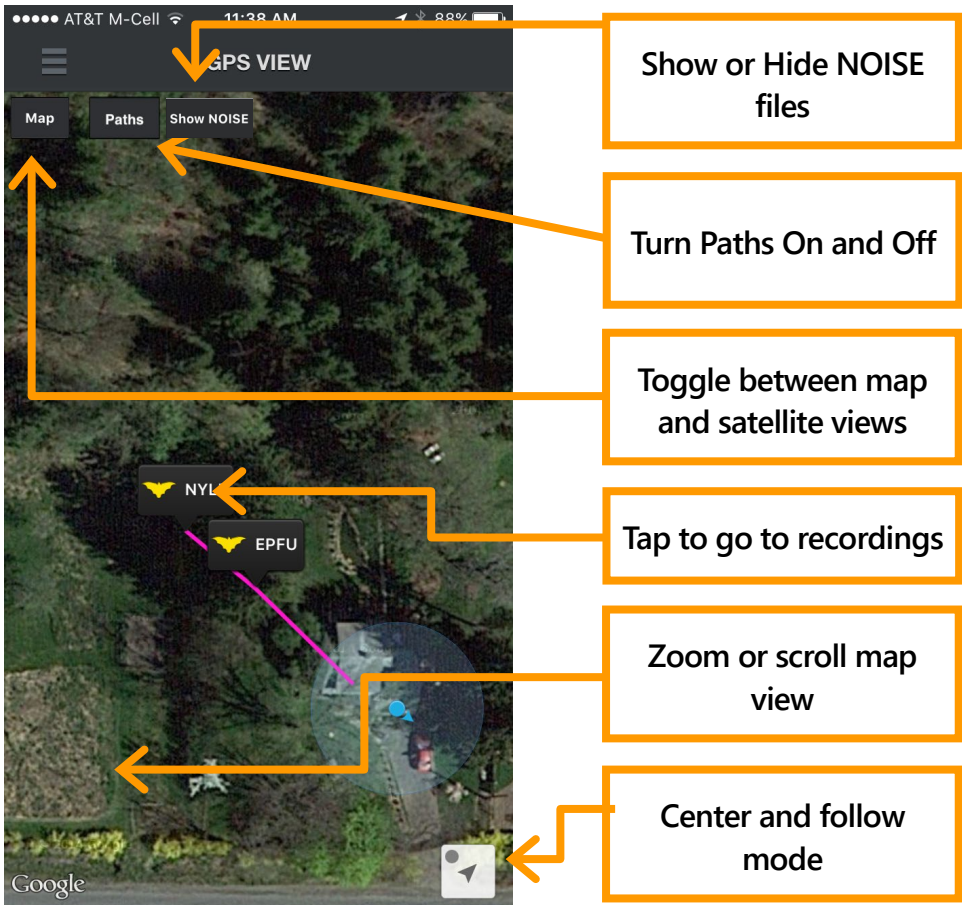 ●●●●● AT&T M-Cell 11:38 AM 88%
GPS VIEW
Map Paths Show NOISE
EPFU
Google
Show or Hide NOISE
files
Turn Paths On and Off
Toggle between map
and satellite views
Tap to go to recordings
Zoom or scroll map
view
Center and follow
mode